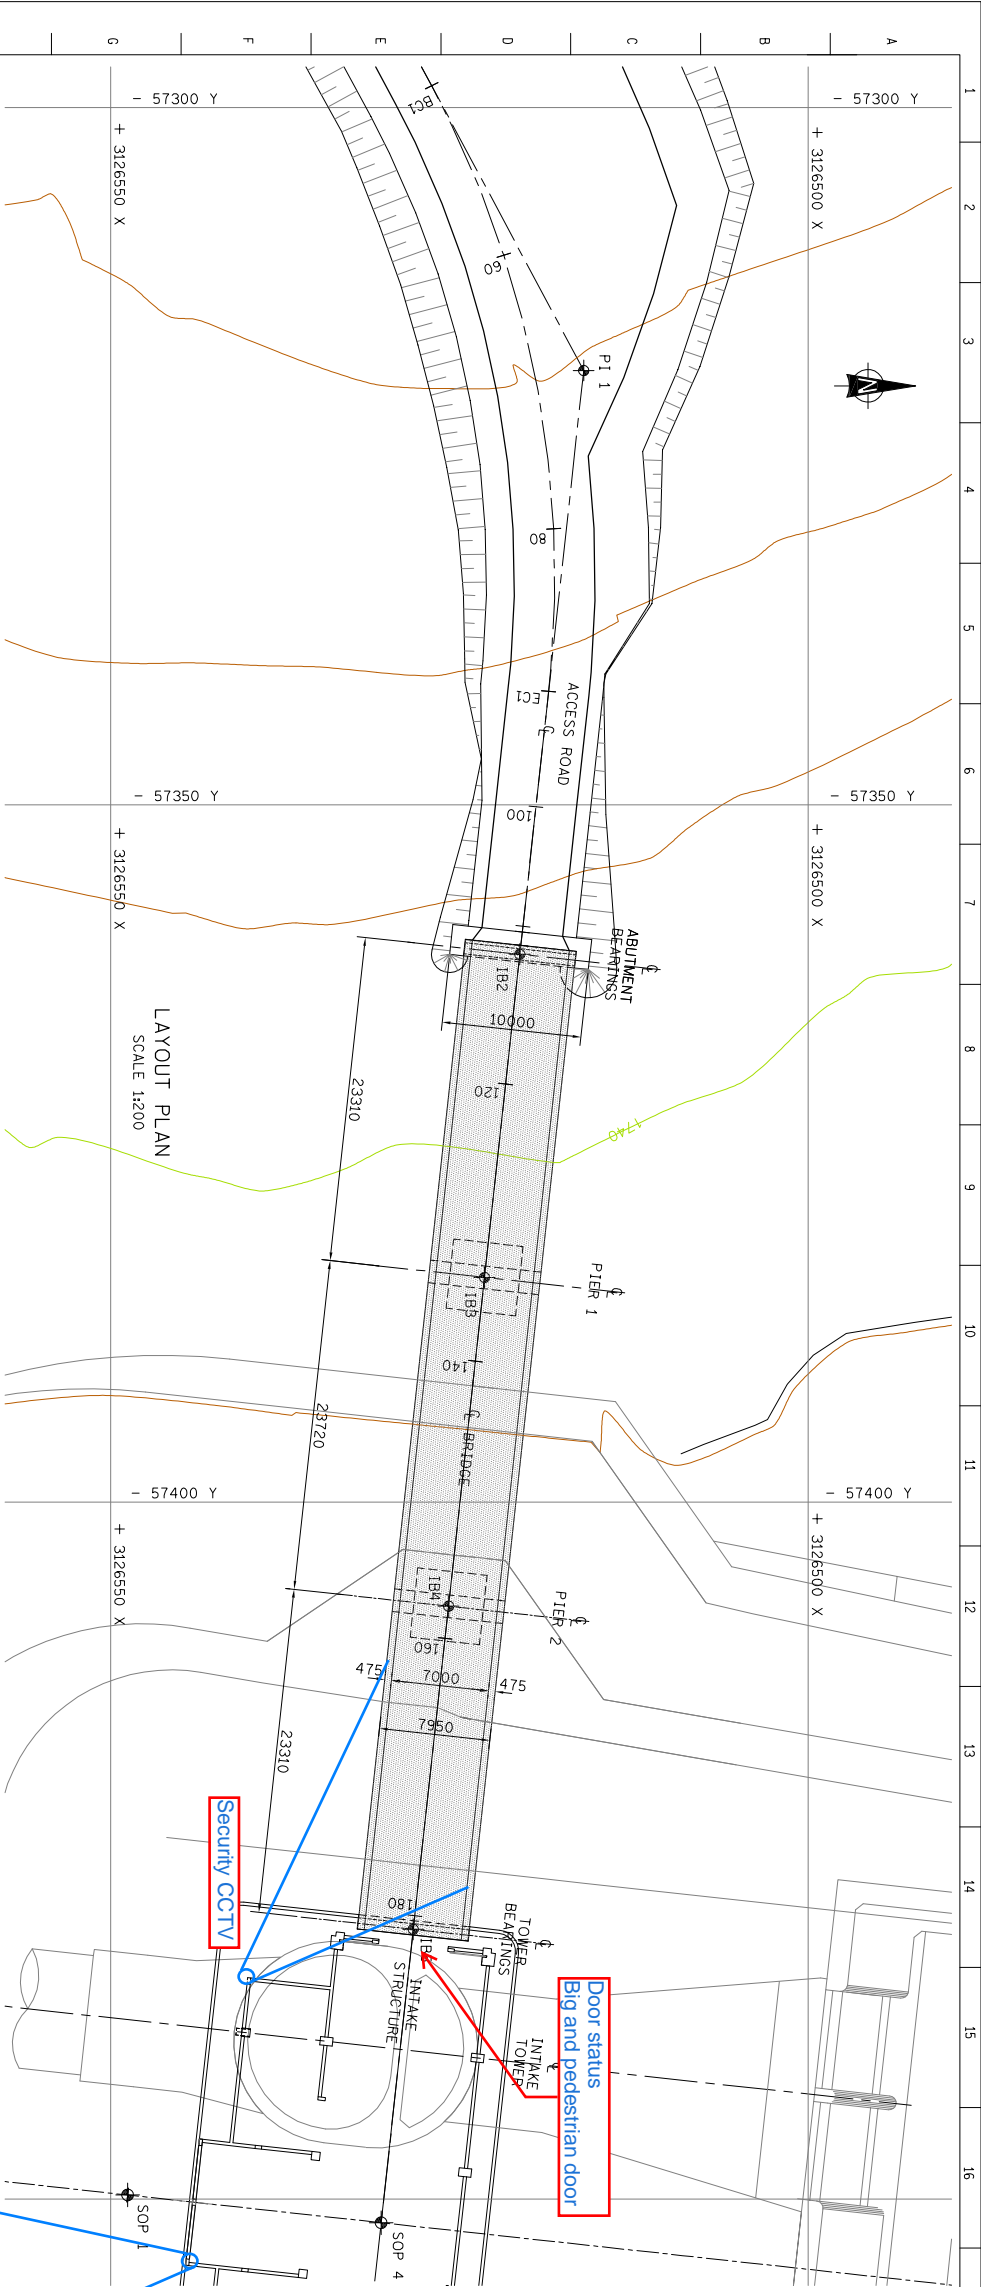 A
B
C
D
E
F
G
1
2
3
4
5
6
7
8
9
10
11
12
13
14
15
16
- 57300 Y
- 57300 Y
+ 3126550 X
+ 3126500 X
BC1
60
PI 1
N
80
EC1
ACCESS ROAD
℄
100
- 57350 Y
- 57350 Y
+ 3126550 X
+ 3126500 X
℄
ABUTMENT
BEARINGS
IB2
10000
120
23310
LAYOUT PLAN
SCALE 1:200
1740
℄
PIER 1
IB3
140
23720
℄ BRIDGE
- 57400 Y
- 57400 Y
+ 3126550 X
+ 3126500 X
℄
PIER 2
IB4
160
475
7000
475
7950
23310
Security CCTV
180
℄
TOWER
BEARINGS
INTAKE
STRUCTURE
℄
INTAKE
TOWER
Door status
Big and pedestrian door
SOP 1
SOP 4